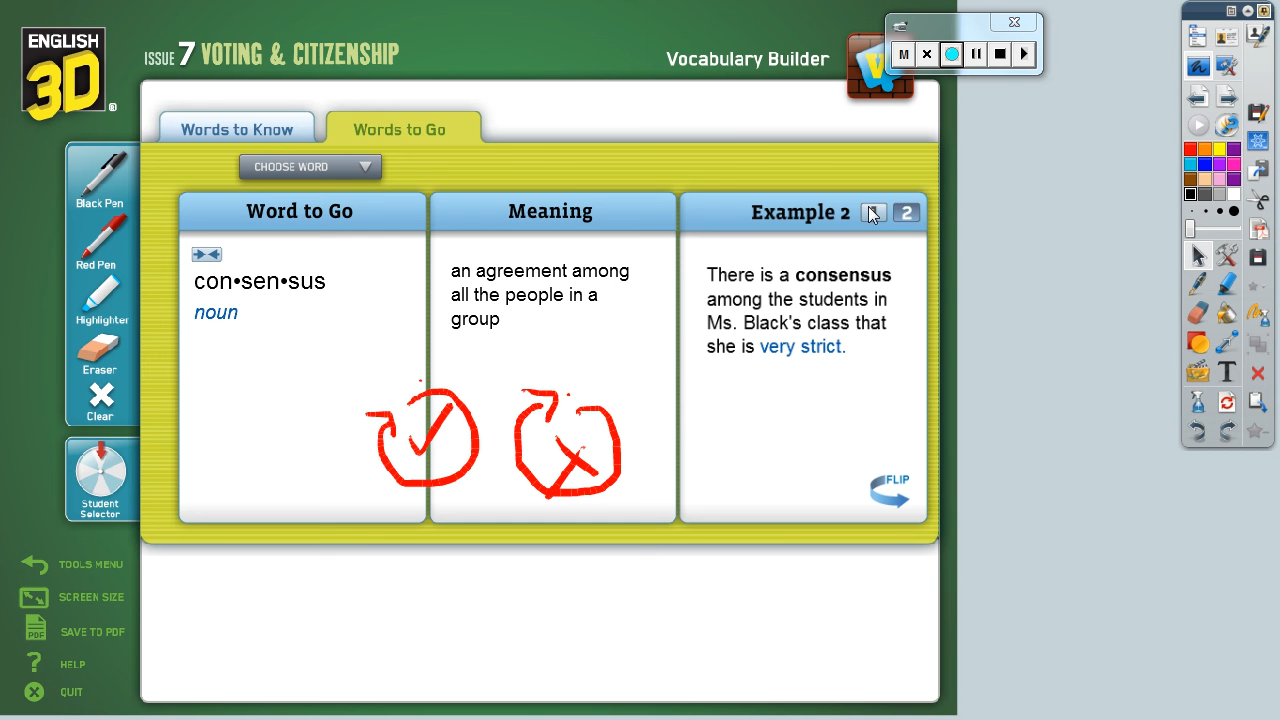 ENGLISH
3D
ISSUE 7 VOTING & CITIZENSHIP
Vocabulary Builder
V
M
Words to Know
Words to Go
CHOOSE WORD
Word to Go
Meaning
Example 2
2
con•sen•sus
noun
an agreement among
all the people in a
group
There is a consensus
among the students in
Ms. Black's class that
she is very strict.
FLIP
Black Pen
Red Pen
Highlighter
Eraser
Clear
Student
Selector
TOOLS MENU
SCREEN SIZE
PDF
SAVE TO PDF
HELP
QUIT